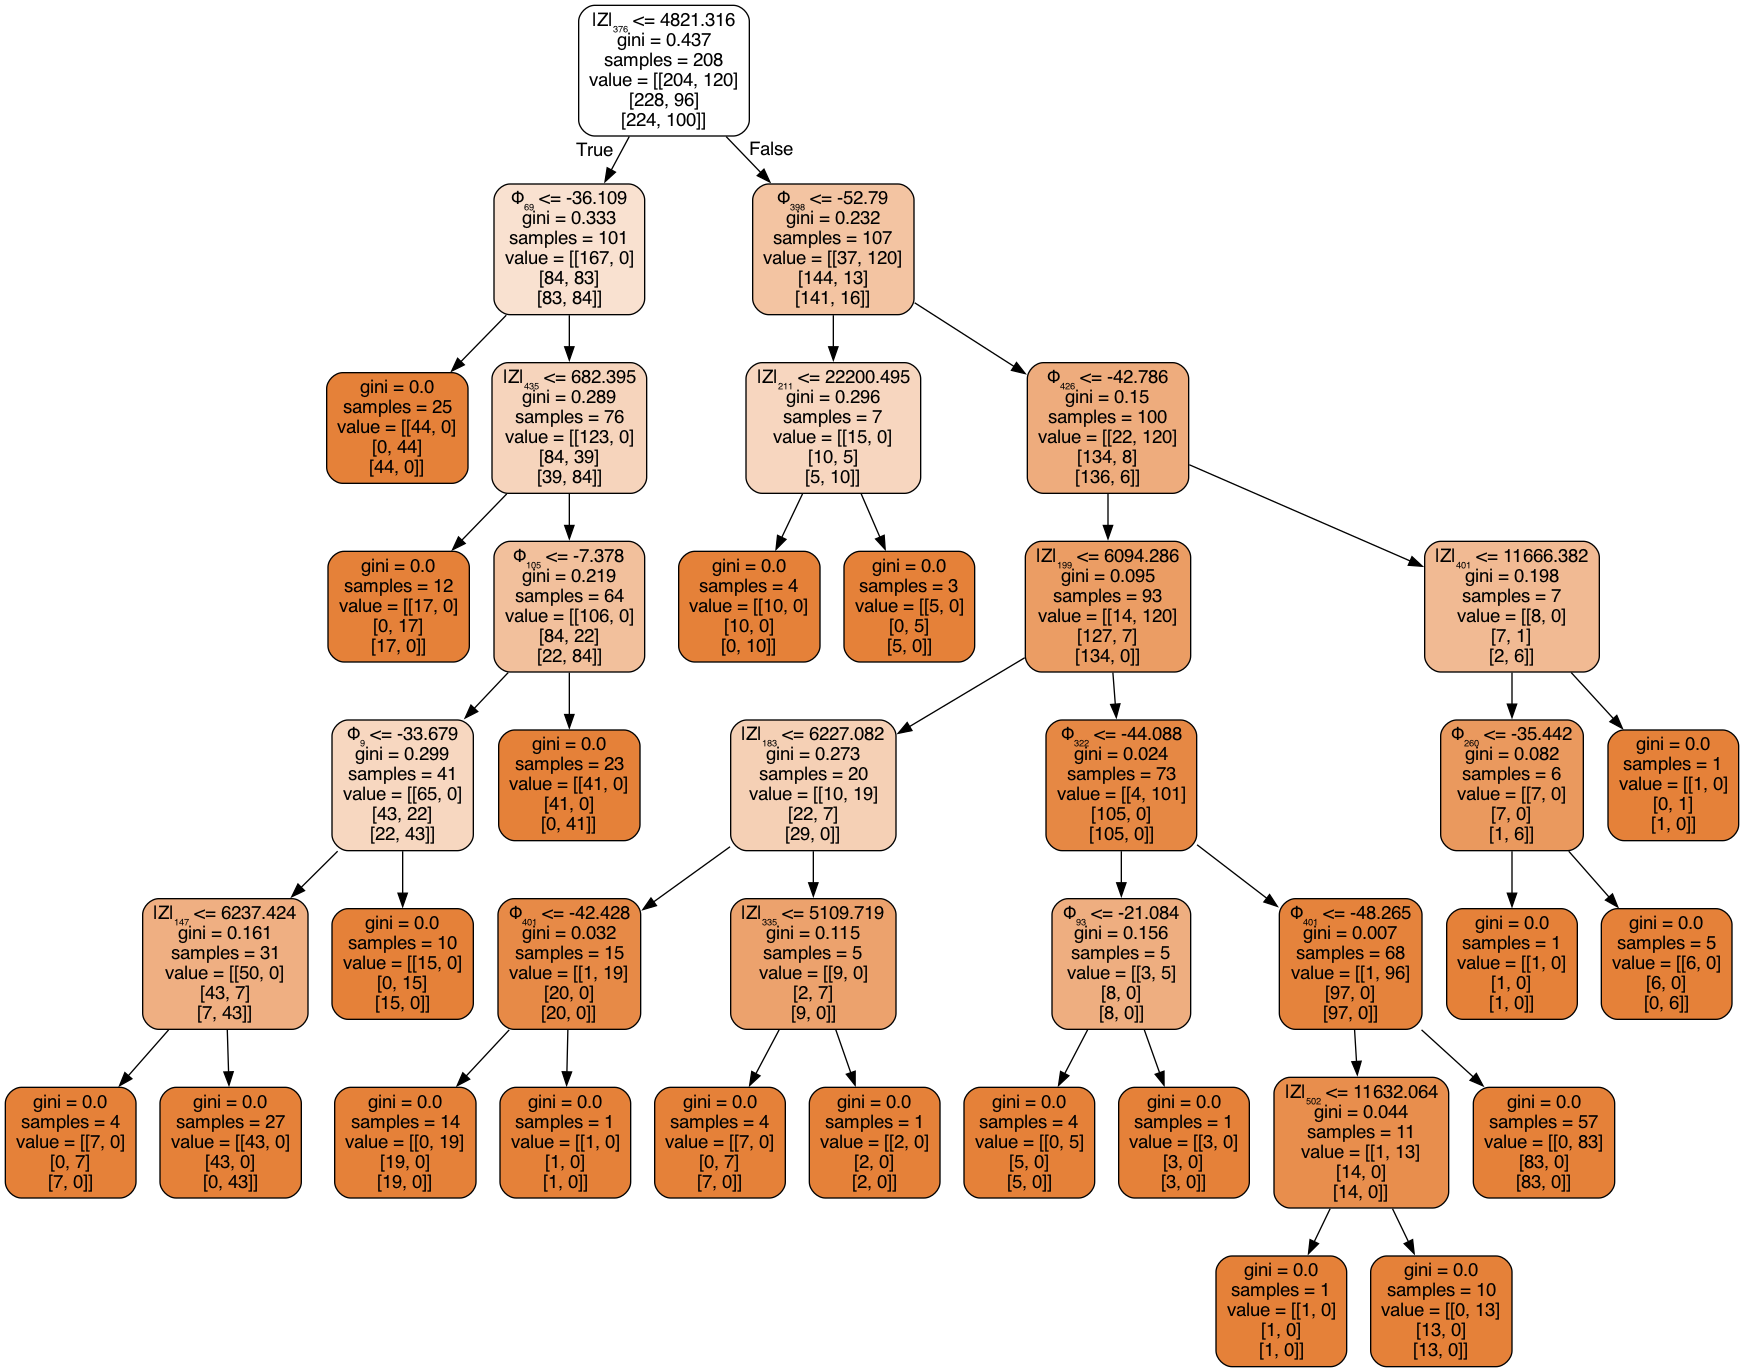 |Z|₃₇₆ <= 4821.316
gini = 0.437
samples = 208
value = [[204, 120]
[228, 96]
[224, 100]]
True
False
Φ₆₉ <= -36.109
gini = 0.333
samples = 101
value = [[167, 0]
[84, 83]
[83, 84]]
Φ₃₉₈ <= -52.79
gini = 0.232
samples = 107
value = [[37, 120]
[144, 13]
[141, 16]]
gini = 0.0
samples = 25
value = [[44, 0]
[0, 44]
[44, 0]]
|Z|₄₃₅ <= 682.395
gini = 0.289
samples = 76
value = [[123, 0]
[84, 39]
[39, 84]]
|Z|₂₁₁ <= 22200.495
gini = 0.296
samples = 7
value = [[15, 0]
[10, 5]
[5, 10]]
Φ₄₂₆ <= -42.786
gini = 0.15
samples = 100
value = [[22, 120]
[134, 8]
[136, 6]]
gini = 0.0
samples = 12
value = [[17, 0]
[0, 17]
[17, 0]]
Φ₁₀₅ <= -7.378
gini = 0.219
samples = 64
value = [[106, 0]
[84, 22]
[22, 84]]
gini = 0.0
samples = 4
value = [[10, 0]
[10, 0]
[0, 10]]
gini = 0.0
samples = 3
value = [[5, 0]
[0, 5]
[5, 0]]
|Z|₁₉₉ <= 6094.286
gini = 0.095
samples = 93
value = [[14, 120]
[127, 7]
[134, 0]]
|Z|₄₀₁ <= 11666.382
gini = 0.198
samples = 7
value = [[8, 0]
[7, 1]
[2, 6]]
Φ₉ <= -33.679
gini = 0.299
samples = 41
value = [[65, 0]
[43, 22]
[22, 43]]
gini = 0.0
samples = 23
value = [[41, 0]
[41, 0]
[0, 41]]
|Z|₁₈₃ <= 6227.082
gini = 0.273
samples = 20
value = [[10, 19]
[22, 7]
[29, 0]]
Φ₃₂₂ <= -44.088
gini = 0.024
samples = 73
value = [[4, 101]
[105, 0]
[105, 0]]
Φ₂₆₀ <= -35.442
gini = 0.082
samples = 6
value = [[7, 0]
[7, 0]
[1, 6]]
gini = 0.0
samples = 1
value = [[1, 0]
[0, 1]
[1, 0]]
|Z|₁₄₇ <= 6237.424
gini = 0.161
samples = 31
value = [[50, 0]
[43, 7]
[7, 43]]
gini = 0.0
samples = 10
value = [[15, 0]
[0, 15]
[15, 0]]
Φ₄₀₁ <= -42.428
gini = 0.032
samples = 15
value = [[1, 19]
[20, 0]
[20, 0]]
|Z|₃₃₅ <= 5109.719
gini = 0.115
samples = 5
value = [[9, 0]
[2, 7]
[9, 0]]
Φ₉₃ <= -21.084
gini = 0.156
samples = 5
value = [[3, 5]
[8, 0]
[8, 0]]
Φ₄₀₁ <= -48.265
gini = 0.007
samples = 68
value = [[1, 96]
[97, 0]
[97, 0]]
gini = 0.0
samples = 1
value = [[1, 0]
[1, 0]
[1, 0]]
gini = 0.0
samples = 5
value = [[6, 0]
[6, 0]
[0, 6]]
gini = 0.0
samples = 4
value = [[7, 0]
[0, 7]
[7, 0]]
gini = 0.0
samples = 27
value = [[43, 0]
[43, 0]
[0, 43]]
gini = 0.0
samples = 14
value = [[0, 19]
[19, 0]
[19, 0]]
gini = 0.0
samples = 1
value = [[1, 0]
[1, 0]
[1, 0]]
gini = 0.0
samples = 4
value = [[7, 0]
[0, 7]
[7, 0]]
gini = 0.0
samples = 1
value = [[2, 0]
[2, 0]
[2, 0]]
gini = 0.0
samples = 4
value = [[0, 5]
[5, 0]
[5, 0]]
gini = 0.0
samples = 1
value = [[3, 0]
[3, 0]
[3, 0]]
|Z|₅₀₂ <= 11632.064
gini = 0.044
samples = 11
value = [[1, 13]
[14, 0]
[14, 0]]
gini = 0.0
samples = 57
value = [[0, 83]
[83, 0]
[83, 0]]
gini = 0.0
samples = 1
value = [[1, 0]
[1, 0]
[1, 0]]
gini = 0.0
samples = 10
value = [[0, 13]
[13, 0]
[13, 0]]